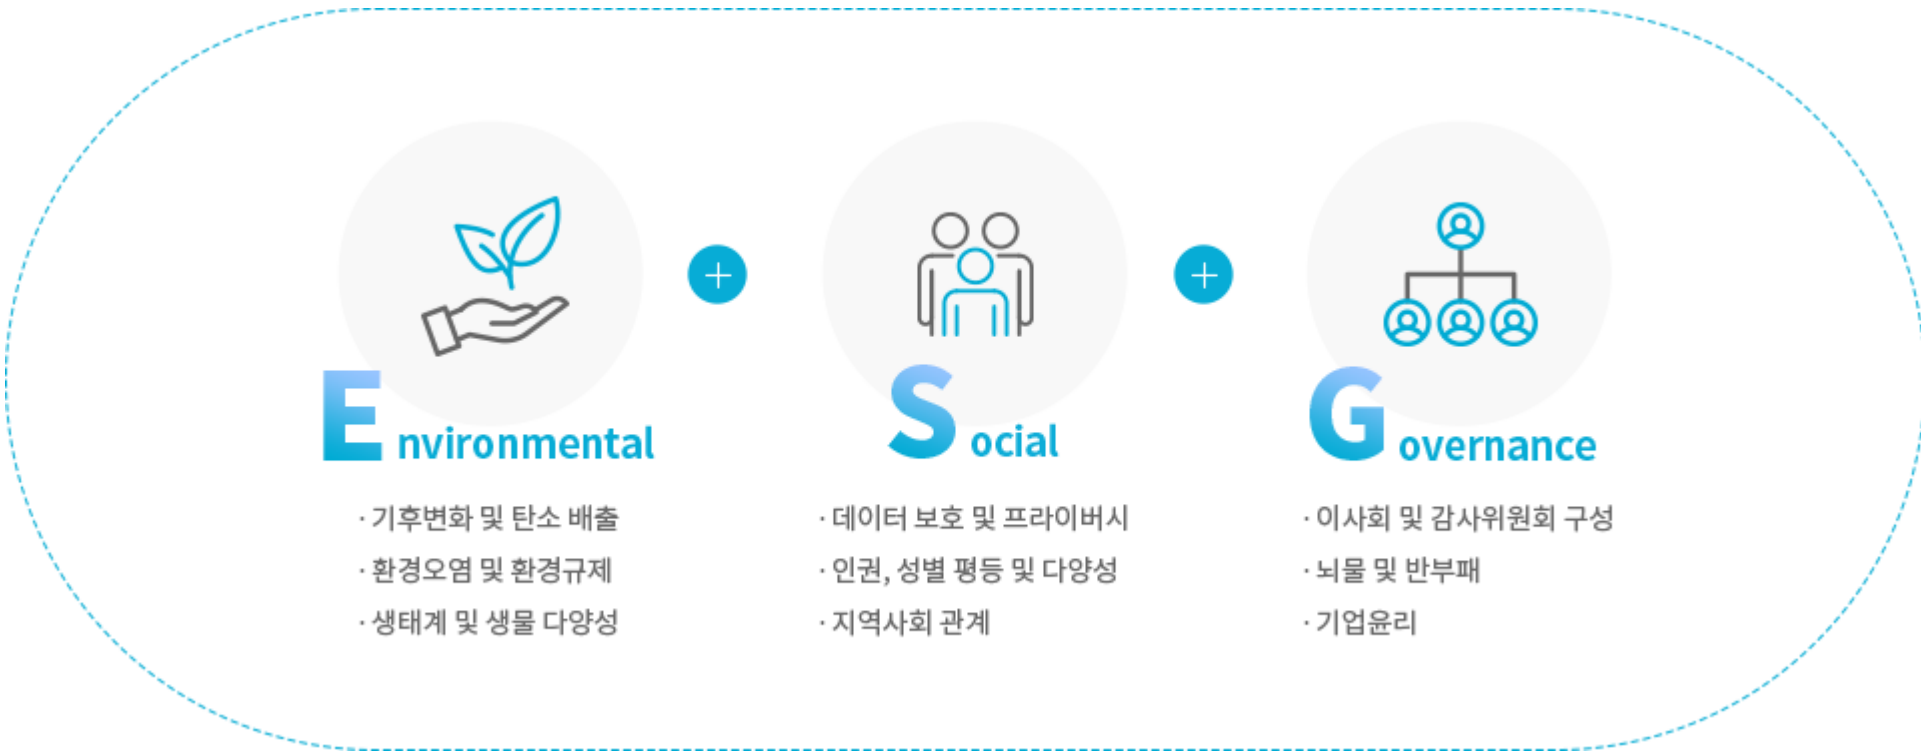 Environmental
· 기후변화 및 탄소 배출
· 환경오염 및 환경규제
· 생태계 및 생물 다양성
Social
· 데이터 보호 및 프라이버시
· 인권, 성별 평등 및 다양성
· 지역사회 관계
Governance
· 이사회 및 감사위원회 구성
· 뇌물 및 반부패
· 기업윤리